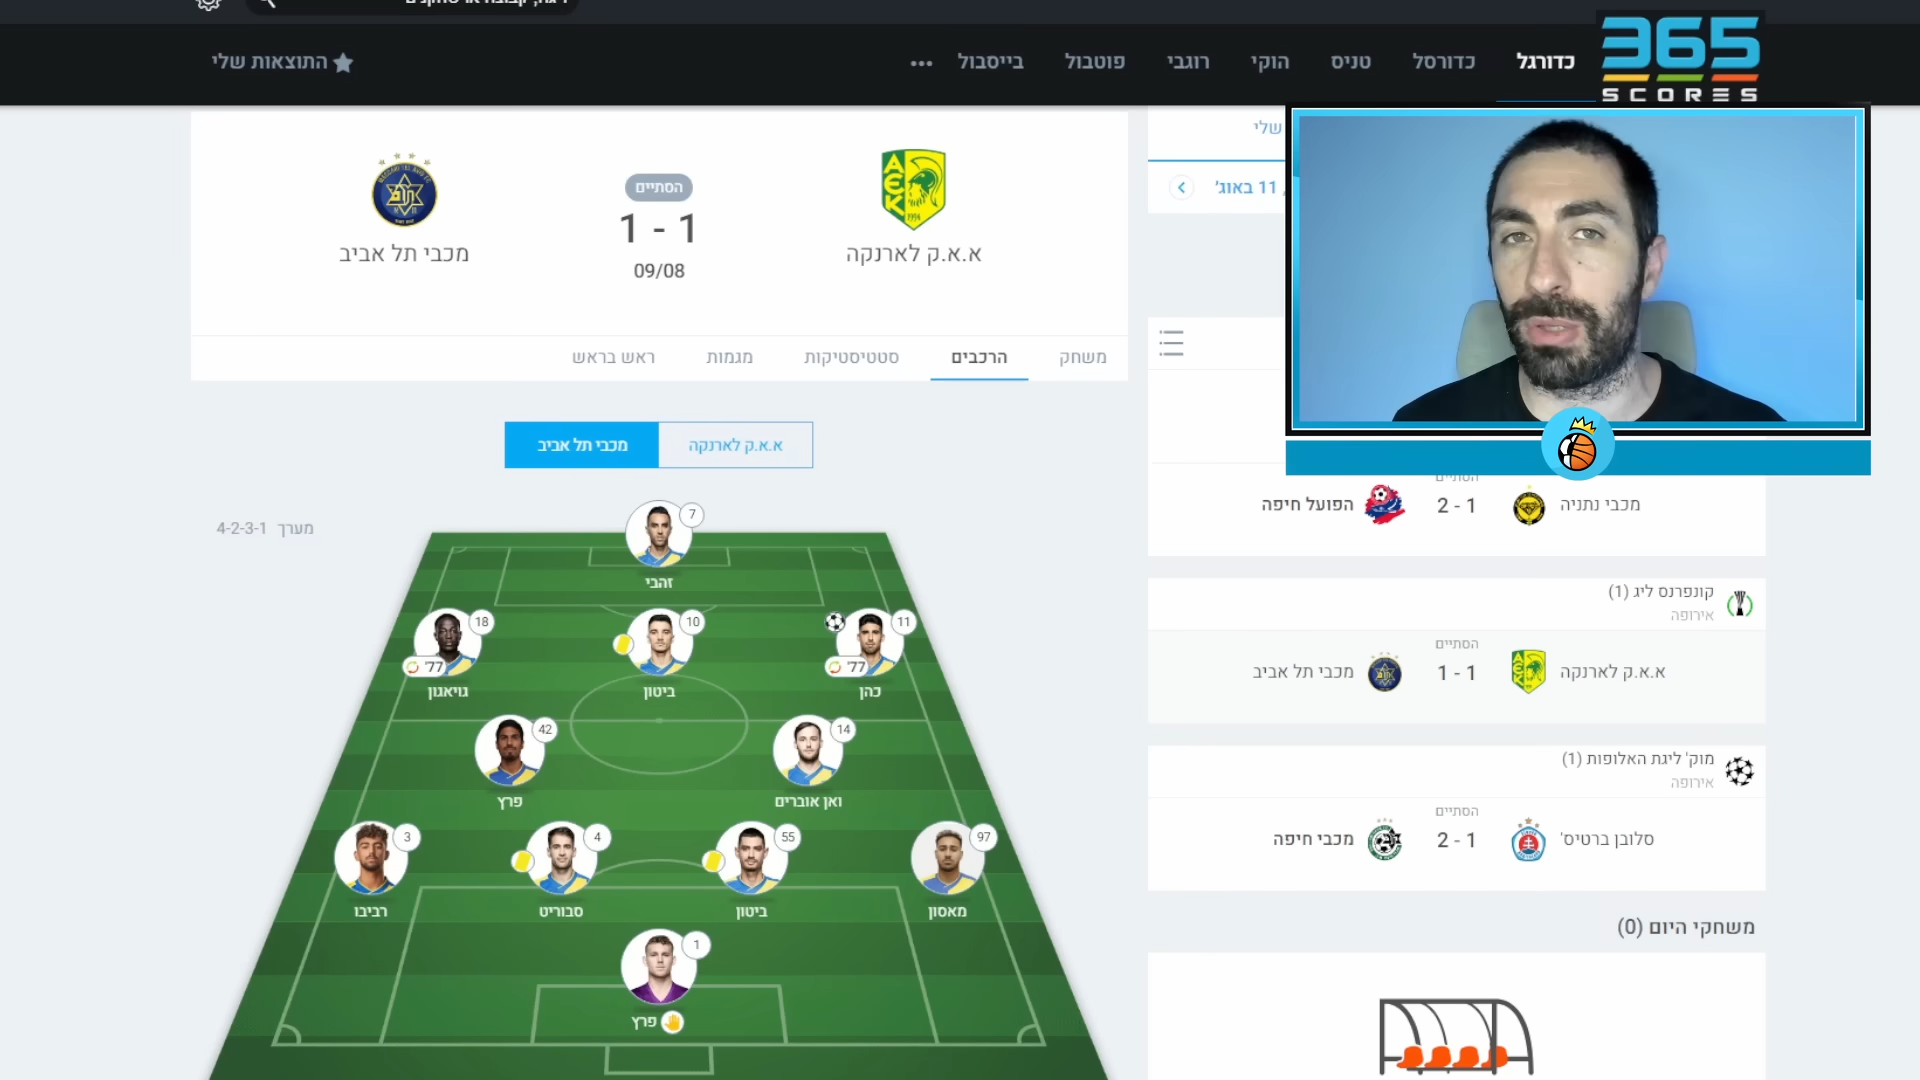 365
SCORES
כדורגל
כדורסל
טניס
הוקי
רוגבי
פוטבול
בייסבול
•••
התוצאות שלי
א.א.ק לארנקה
הסתיים
1 - 1
09/08
מכבי תל אביב
משחק
הרכבים
סטטיסטיקות
מגמות
ראש בראש
א.א.ק לארנקה
מכבי תל אביב
מערך 4-2-3-1
7
זהבי
11
'77
כהן
10
ביטון
18
'77
גויאגון
14
ואן אוברים
42
פרץ
97
מאסון
55
ביטון
4
סבוריט
3
רביבו
1
פרץ
שלי
11 באוג'
הסתיים
מכבי נתניה
2 - 1
הפועל חיפה
קונפרנס ליג (1)
אירופה
הסתיים
א.א.ק לארנקה
1 - 1
מכבי תל אביב
מוק' ליגת האלופות (1)
אירופה
הסתיים
סלובן ברטיס'
2 - 1
מכבי חיפה
משחקי היום (0)